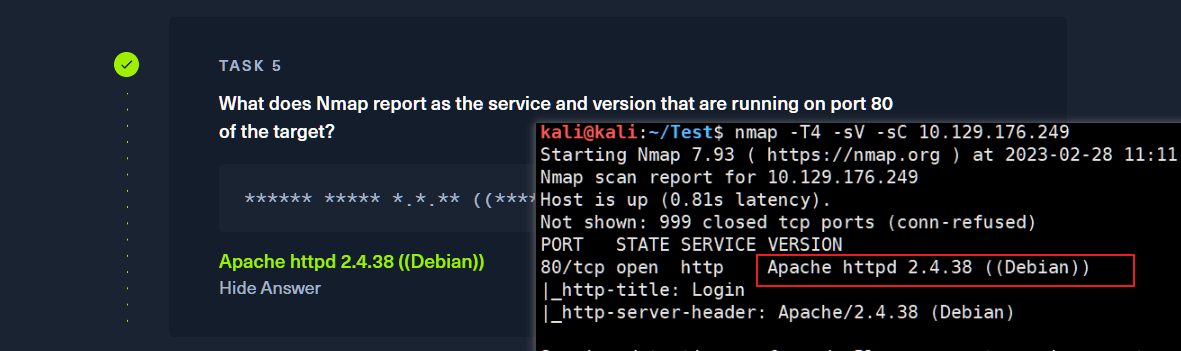 TASK 5
What does Nmap report as the service and version that are running on port 80
of the target?
****** ***** *.*.** ((****
Apache httpd 2.4.38 ((Debian))
Hide Answer
kali@kali:~/Test$ nmap -T4 -sV -sC 10.129.176.249
Starting Nmap 7.93 ( https://nmap.org ) at 2023-02-28 11:11
Nmap scan report for 10.129.176.249
Host is up (0.81s latency).
Not shown: 999 closed tcp ports (conn-refused)
PORT   STATE SERVICE VERSION
80/tcp open  http    Apache httpd 2.4.38 ((Debian))
|_http-title: Login
|_http-server-header: Apache/2.4.38 (Debian)